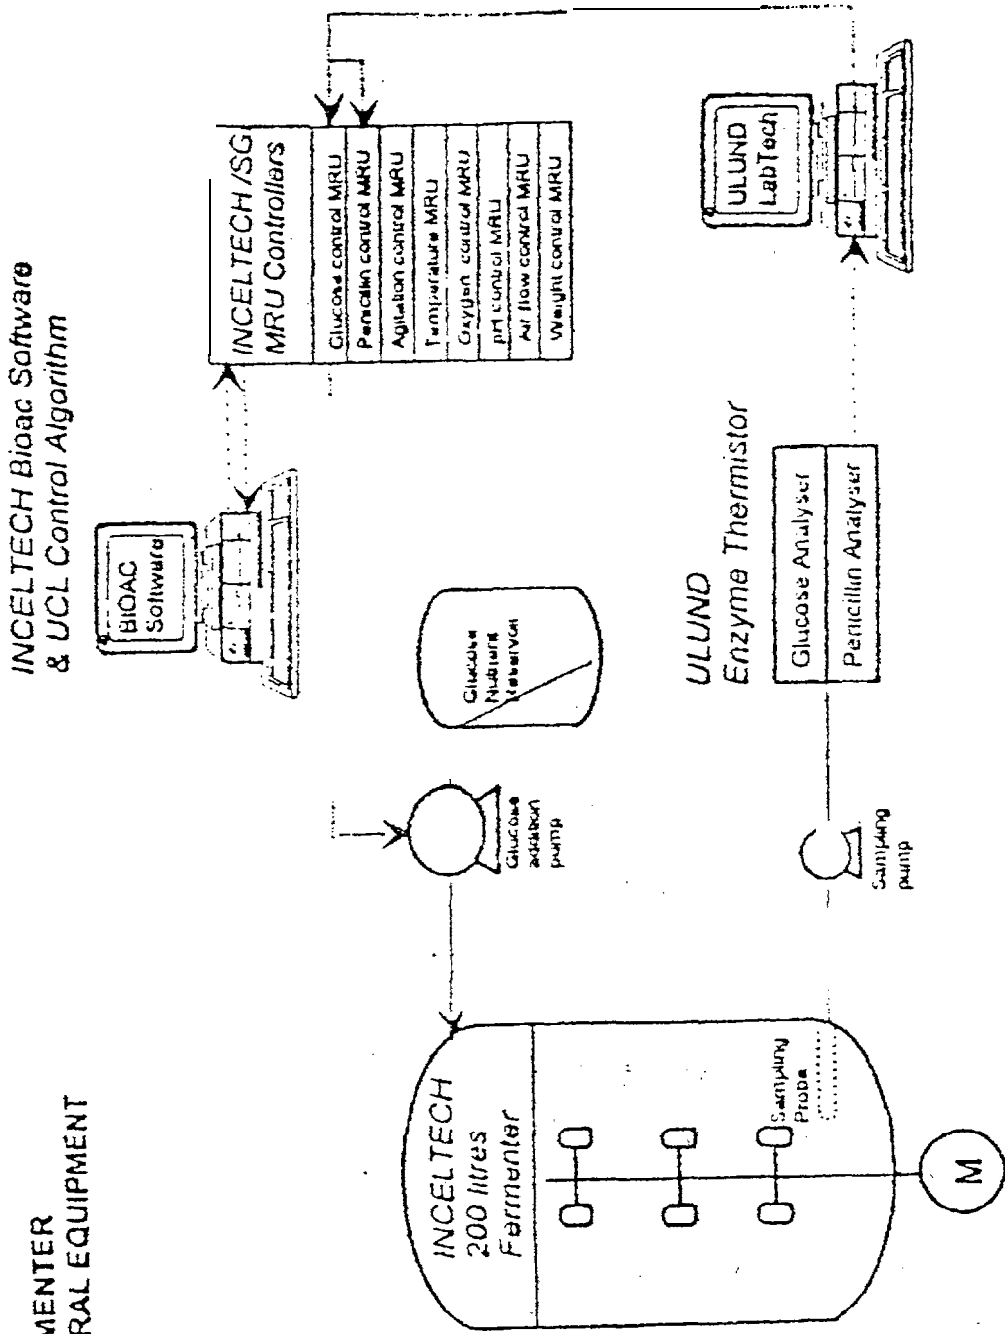 MENTER
RAL EQUIPMENT
INCELTECH Bioac Software
& UCL Control Algorithm
BIOAC
Software
INCELTECH /SG
MRU Controllers
Glucose control MRU
Penicillin control MRU
Agitation control MRU
Temperature MRU
Oxygen control MRU
pH control MRU
Air flow control MRU
Weight control MRU
INCELTECH
200 litres
Fermenter
Sampling
Probe
M
Glucose
addition
pump
Glucose
Nutrient
Reservoir
Sampling
pump
ULUND
Enzyme Thermistor
Glucose Analyser
Penicillin Analyser
ULUND
LabTech